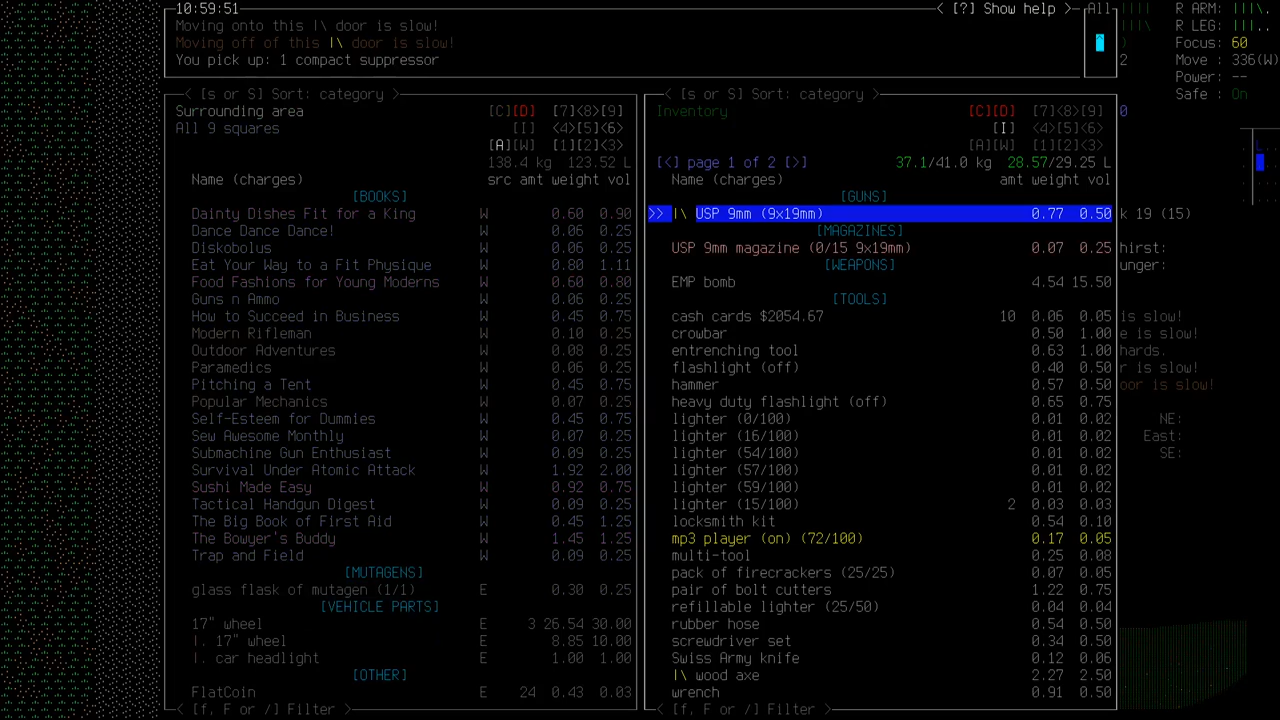 10:59:51 < [?] Show help > All
Moving onto this |\ door is slow!
Moving off of this |\ door is slow!
You pick up: 1 compact suppressor
R ARM: |||\.
R LEG: |||..
Focus: 60
Move : 336(W)
Power: --
Safe : On
2
0
< [s or S] Sort: category >
Surrounding area [C][D] [7]<8>[9]
All 9 squares [I] <4>[5]<6>
[A][W] [1][2]<3>
138.4 kg 123.52 L
Name (charges) src amt weight vol
[BOOKS]
Dainty Dishes Fit for a King W 0.60 0.90
Dance Dance Dance! W 0.06 0.25
Diskobolus W 0.06 0.25
Eat Your Way to a Fit Physique W 0.80 1.11
Food Fashions for Young Moderns W 0.60 0.80
Guns n Ammo W 0.06 0.25
How to Succeed in Business W 0.45 0.75
Modern Rifleman W 0.10 0.25
Outdoor Adventures W 0.08 0.25
Paramedics W 0.06 0.25
Pitching a Tent W 0.45 0.75
Popular Mechanics W 0.07 0.25
Self-Esteem for Dummies W 0.45 0.75
Sew Awesome Monthly W 0.07 0.25
Submachine Gun Enthusiast W 0.09 0.25
Survival Under Atomic Attack W 1.92 2.00
Sushi Made Easy W 0.92 0.75
Tactical Handgun Digest W 0.09 0.25
The Big Book of First Aid W 0.45 1.25
The Bowyer's Buddy W 1.45 1.25
Trap and Field W 0.09 0.25
[MUTAGENS]
glass flask of mutagen (1/1) E 0.30 0.25
[VEHICLE PARTS]
17" wheel E 3 26.54 30.00
|. 17" wheel E 8.85 10.00
|. car headlight E 1.00 1.00
[OTHER]
FlatCoin E 24 0.43 0.03
< [f, F or /] Filter >
< [s or S] Sort: category >
Inventory [C][D] [7]<8>[9]
[I] <4>[5]<6>
[A][W] [1][2]<3>
[<] page 1 of 2 [>] 37.1/41.0 kg 28.57/29.25 L
Name (charges) amt weight vol
[GUNS]
>> |\ USP 9mm (9x19mm) 0.77 0.50
[MAGAZINES]
USP 9mm magazine (0/15 9x19mm) 0.07 0.25
[WEAPONS]
EMP bomb 4.54 15.50
[TOOLS]
cash cards $2054.67 10 0.06 0.05
crowbar 0.50 1.00
entrenching tool 0.63 1.00
flashlight (off) 0.40 0.50
hammer 0.57 0.50
heavy duty flashlight (off) 0.65 0.75
lighter (0/100) 0.01 0.02
lighter (16/100) 0.01 0.02
lighter (54/100) 0.01 0.02
lighter (57/100) 0.01 0.02
lighter (59/100) 0.01 0.02
lighter (15/100) 2 0.03 0.03
locksmith kit 0.54 0.10
mp3 player (on) (72/100) 0.17 0.05
multi-tool 0.25 0.08
pack of firecrackers (25/25) 0.07 0.05
pair of bolt cutters 1.22 0.75
refillable lighter (25/50) 0.04 0.04
rubber hose 0.54 0.50
screwdriver set 0.34 0.50
Swiss Army knife 0.12 0.06
|\ wood axe 2.27 2.50
wrench 0.91 0.50
< [f, F or /] Filter >
k 19 (15)
hirst:
unger:
is slow!
e is slow!
hards.
r is slow!
oor is slow!
NE:
East:
SE: